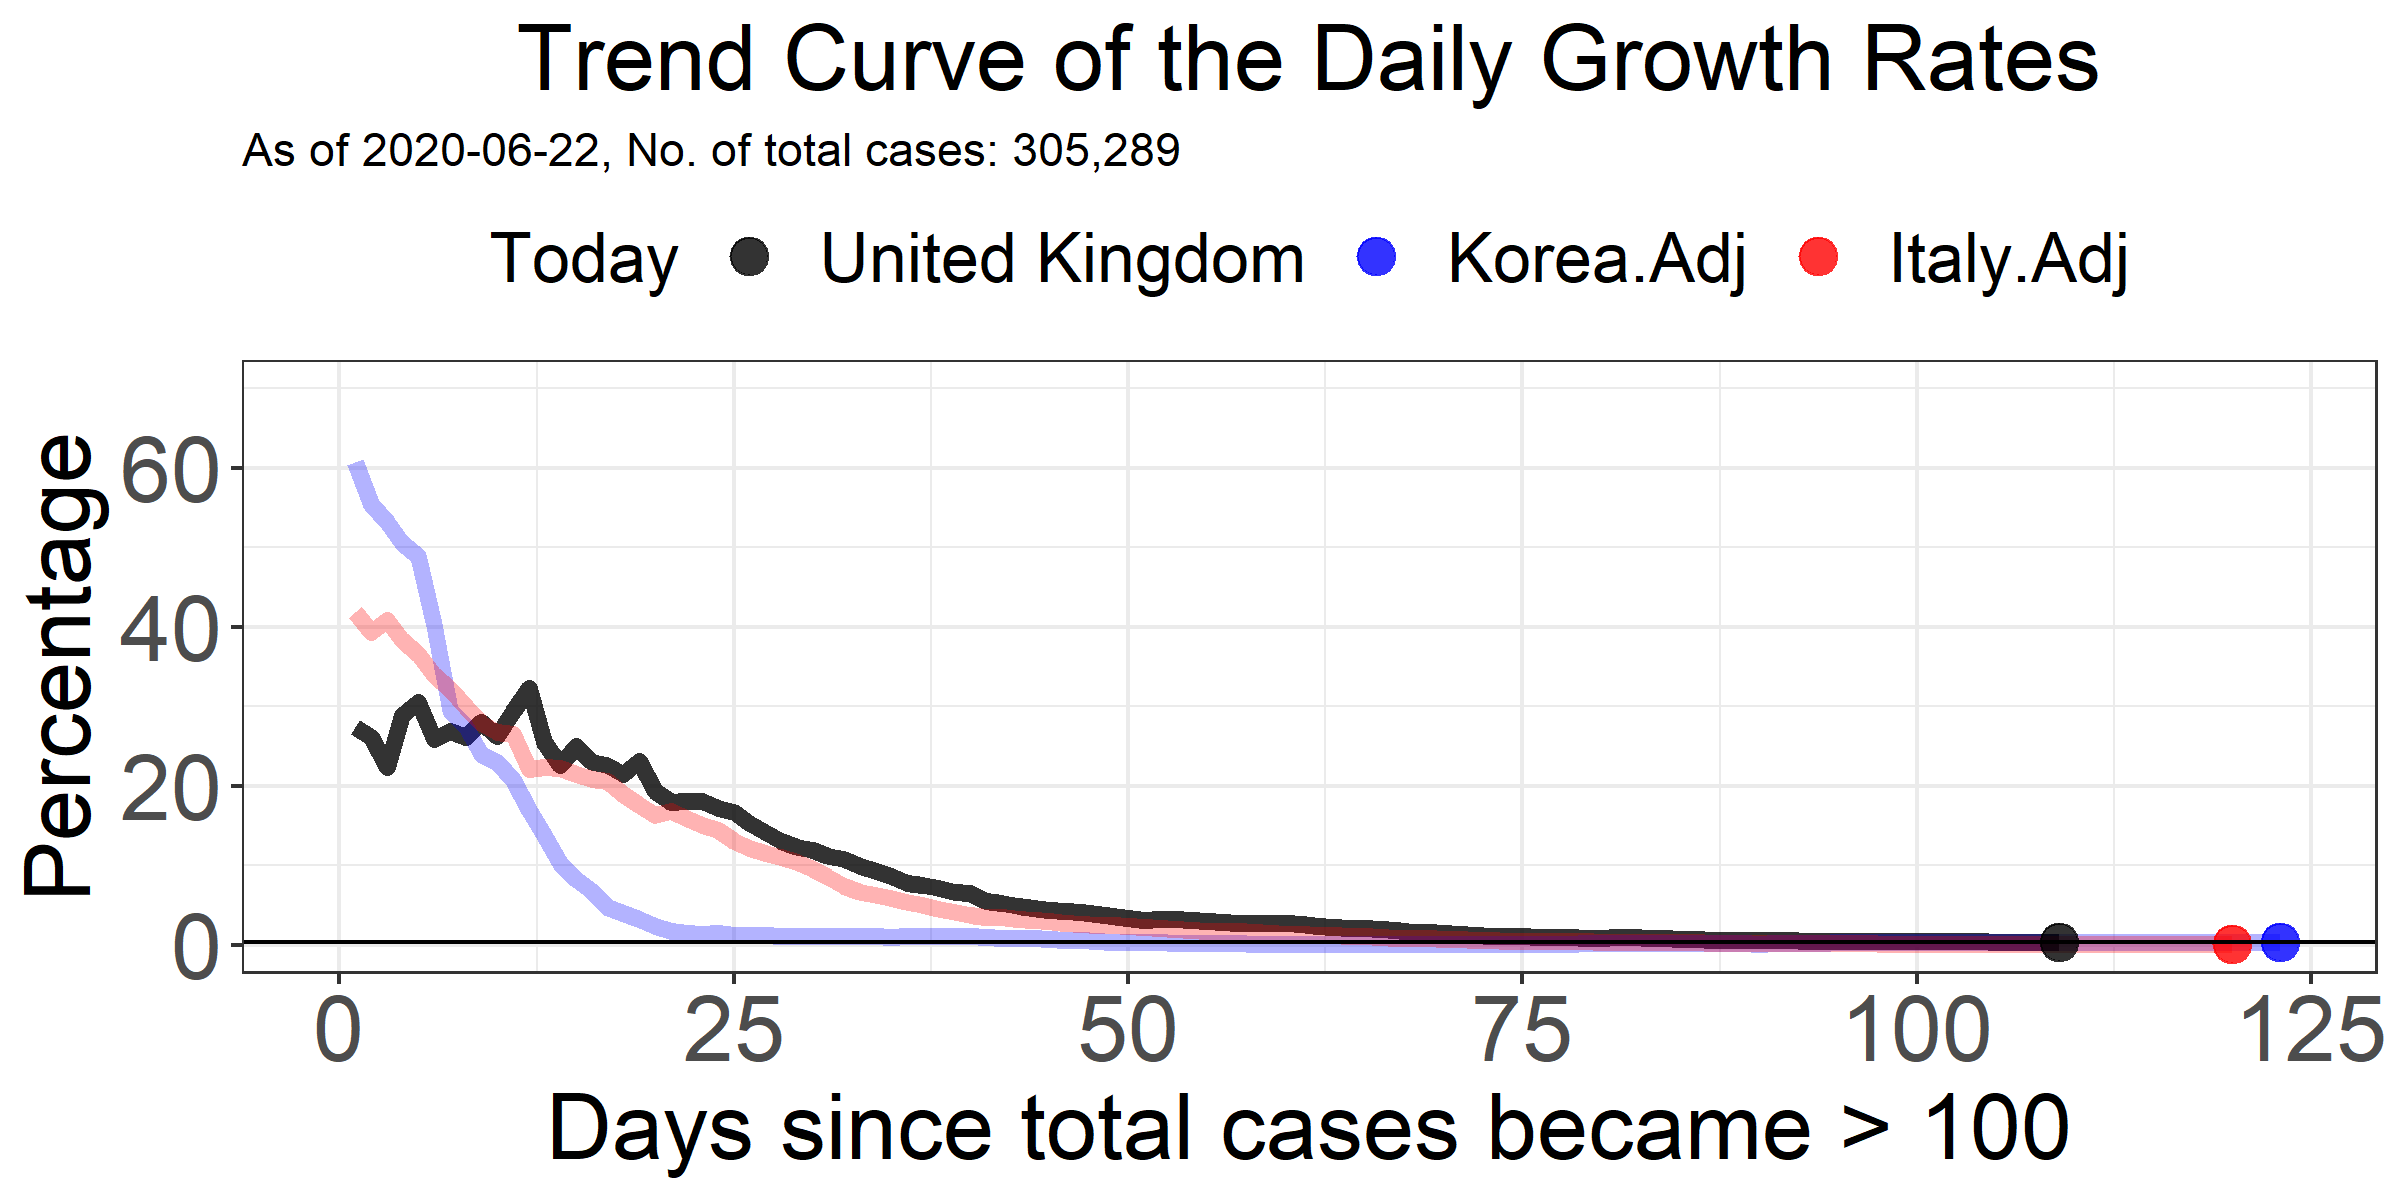 Trend Curve of the Daily Growth Rates
As of 2020-06-22, No. of total cases: 305,289
Today United Kingdom Korea.Adj Italy.Adj
Percentage
60
40
20
0
0 25 50 75 100 125
Days since total cases became > 100